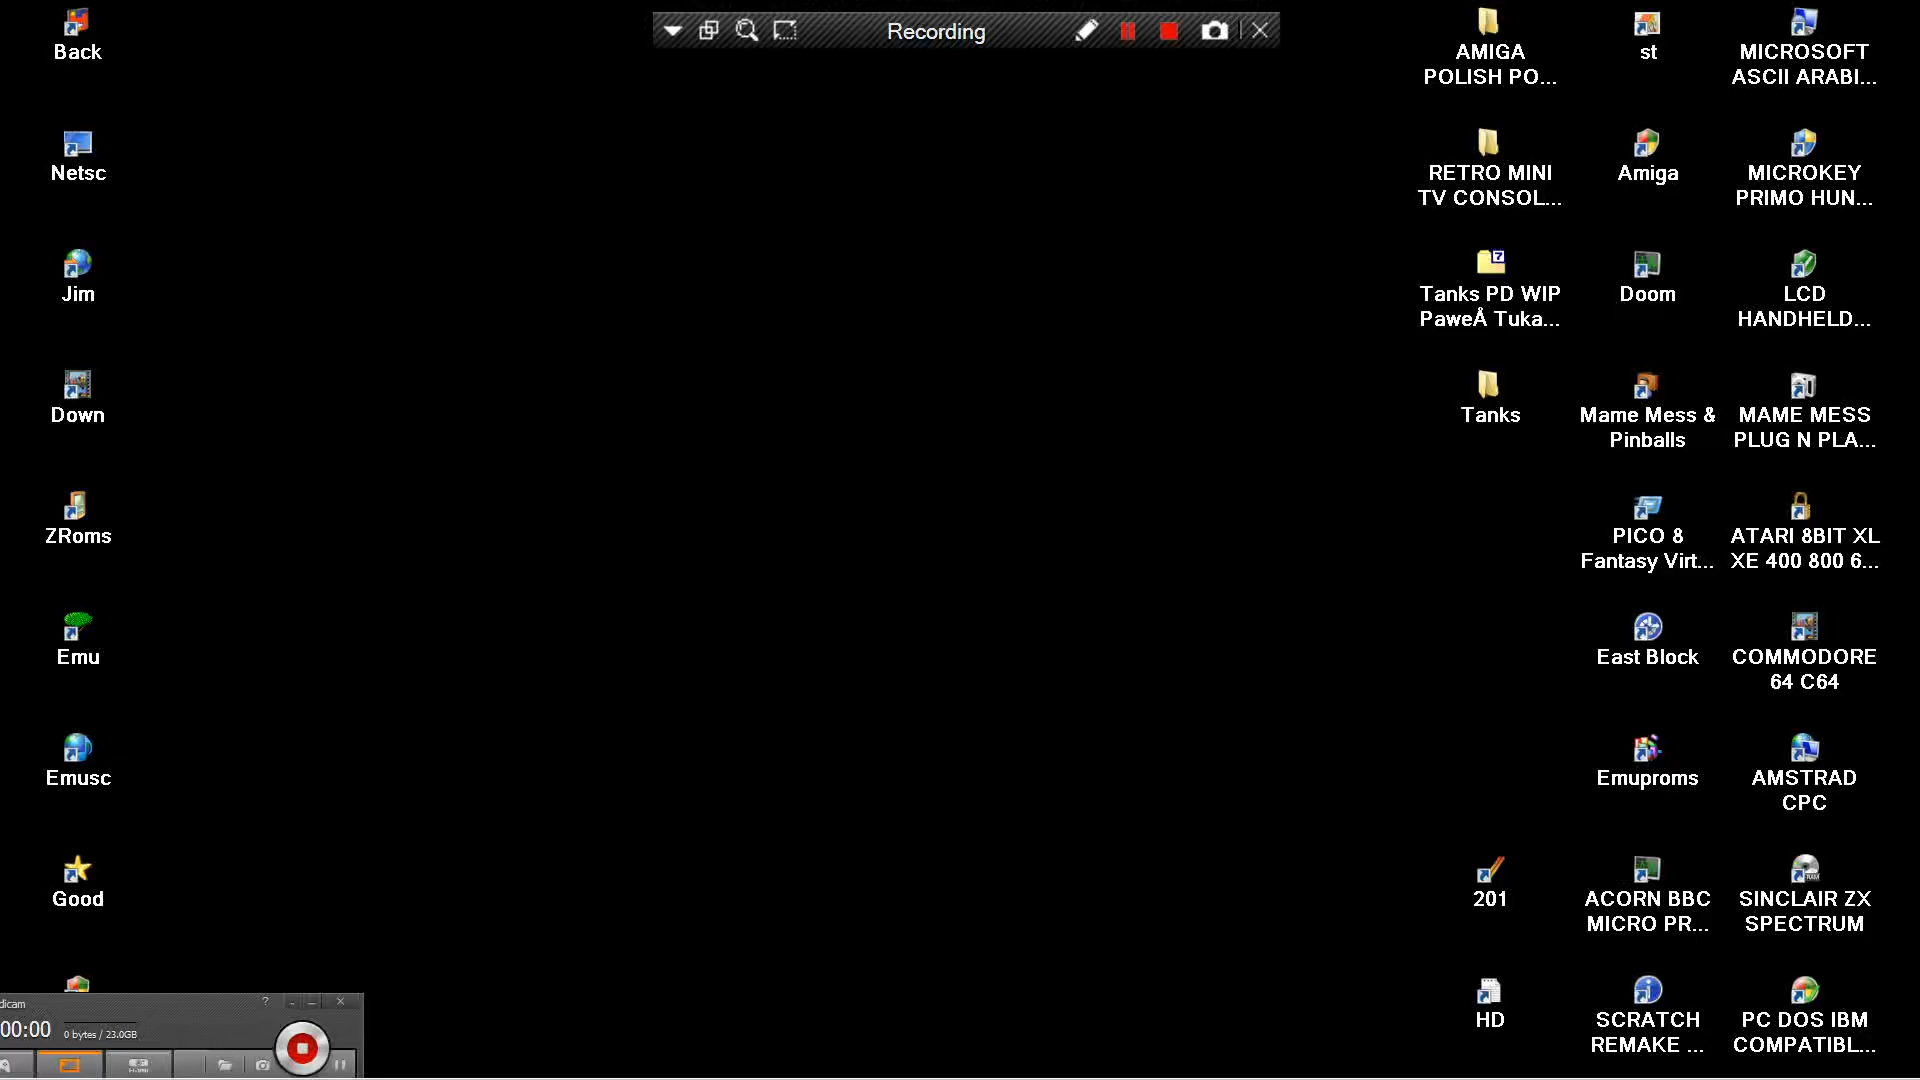 Recording
Back
Netsc
Jim
Down
ZRoms
Emu
Emusc
Good
AMIGA
POLISH PO...
RETRO MINI
TV CONSOL...
Tanks PD WIP
PaweÅ Tuka...
Tanks
201
HD
st
Amiga
Doom
Mame Mess &
Pinballs
PICO 8
Fantasy Virt...
East Block
Emuproms
ACORN BBC
MICRO PR...
SCRATCH
REMAKE ...
MICROSOFT
ASCII ARABI...
MICROKEY
PRIMO HUN...
LCD
HANDHELD...
MAME MESS
PLUG N PLA...
ATARI 8BIT XL
XE 400 800 6...
COMMODORE
64 C64
AMSTRAD
CPC
SINCLAIR ZX
SPECTRUM
PC DOS IBM
COMPATIBL...
dicam
?
00:00
0 bytes / 23.0GB